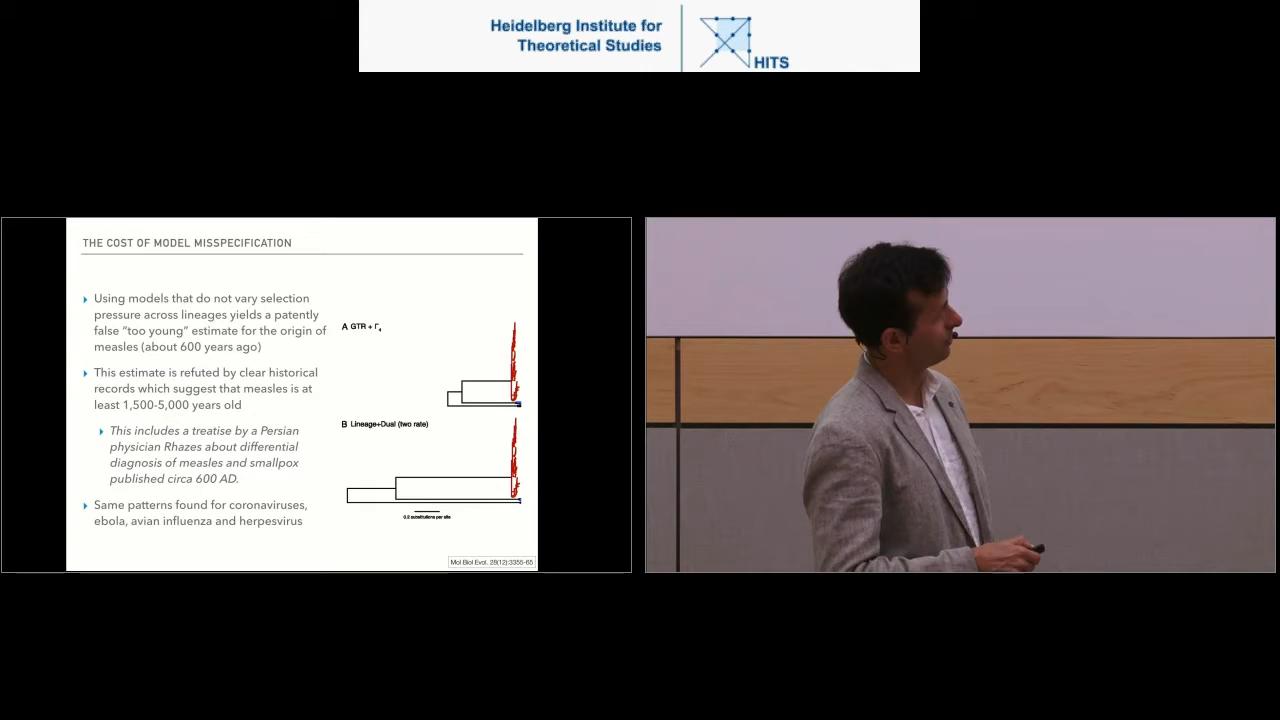 Heidelberg Institute for
Theoretical Studies
HITS
THE COST OF MODEL MISSPECIFICATION
Using models that do not vary selection
pressure across lineages yields a patently
false “too young” estimate for the origin of
measles (about 600 years ago)
This estimate is refuted by clear historical
records which suggest that measles is at
least 1,500-5,000 years old
This includes a treatise by a Persian
physician Rhazes about differential
diagnosis of measles and smallpox
published circa 600 AD.
Same patterns found for coronaviruses,
ebola, avian influenza and herpesvirus
A GTR + Γ4
B Lineage+Dual (two rate)
0.2 substitutions per site
Mol Biol Evol. 28(12):3355-65